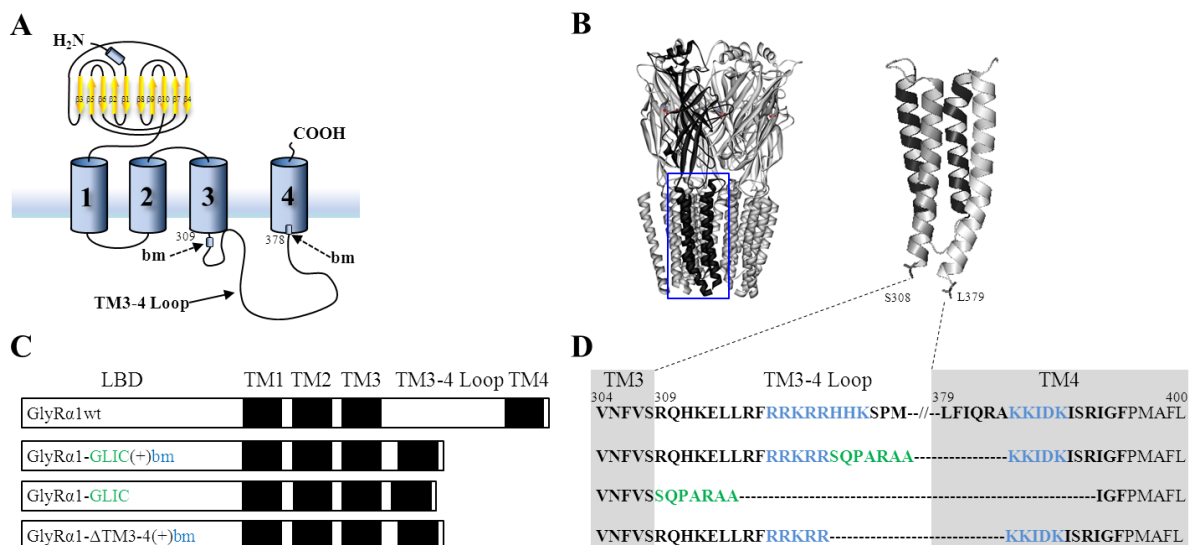 A
H₂N
β3 β5 β6 β2 β1 β8 β9 β10 β7 β4
COOH
1 2 3 4
309 378
bm bm
TM3-4 Loop
B
S308 L379
C
LBD TM1 TM2 TM3 TM3-4 Loop TM4
GlyRα1wt
GlyRα1-GLIC(+)bm
GlyRα1-GLIC
GlyRα1-ΔTM3-4(+)bm
D
TM3 TM3-4 Loop TM4
304 309 379 400
VNFVSRQHKELLRFRRKRRHHKSPM--//--LFIQRAKKIDKISRIGFPMAFL
VNFVSRQHKELLRFRRKRRSQPARAA------------KKIDKISRIGFPMAFL
VNFVSSQPARAA----------------------------------------------IGFPMAFL
VNFVSRQHKELLRFRRKRR-----------------------KKIDKISRIGFPMAFL